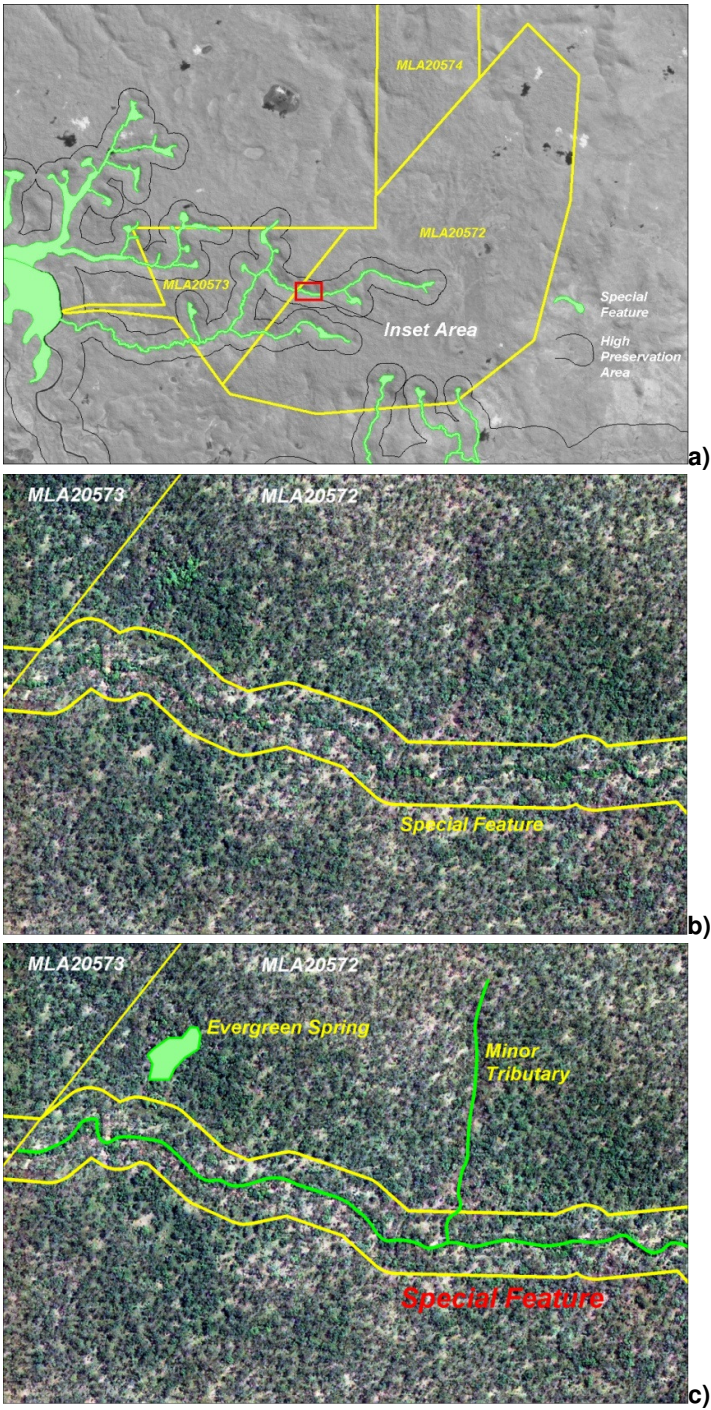 MLA20574
MLA20572
MLA20573
Inset Area
Special
Feature
High
Preservation
Area
a)
MLA20573
MLA20572
Special Feature
b)
MLA20573
MLA20572
Evergreen Spring
Minor
Tributary
Special Feature
c)